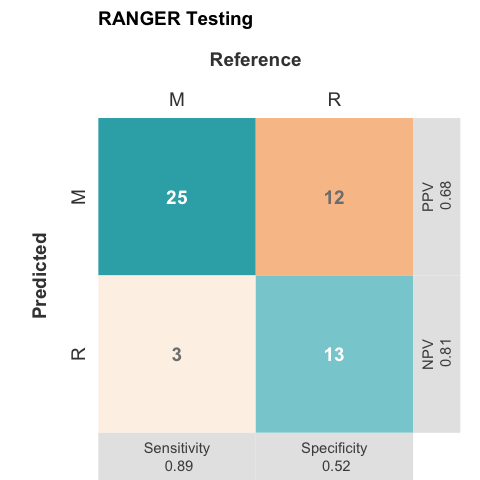 RANGER Testing
Reference
M R
Predicted
M
25 12
PPV
0.68
R
3 13
NPV
0.81
Sensitivity
0.89
Specificity
0.52